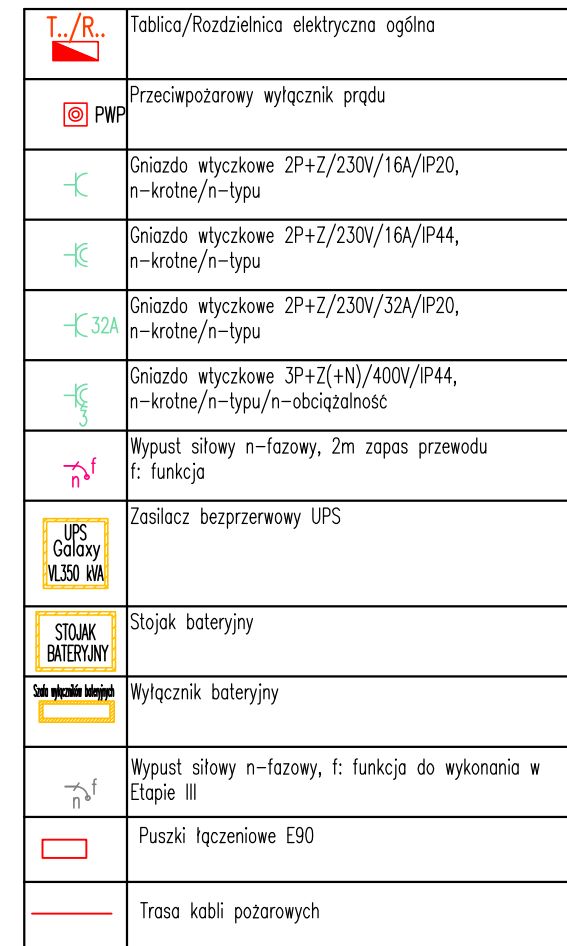 T../R..
Tablica/Rozdzielnica elektryczna ogólna
PWP
Przeciwpożarowy wyłącznik prądu
Gniazdo wtyczkowe 2P+Z/230V/16A/IP20,
n-krotne/n-typu
Gniazdo wtyczkowe 2P+Z/230V/16A/IP44,
n-krotne/n-typu
32A
Gniazdo wtyczkowe 2P+Z/230V/32A/IP20,
n-krotne/n-typu
3
Gniazdo wtyczkowe 3P+Z(+N)/400V/IP44,
n-krotne/n-typu/n-obciążalność
f
n
Wypust siłowy n-fazowy, 2m zapas przewodu
f: funkcja
UPS
Galaxy
VL350 kVA
Zasilacz bezprzerwowy UPS
STOJAK
BATERYJNY
Stojak bateryjny
Szafa wyłączników bateryjnych
Wyłącznik bateryjny
f
n
Wypust siłowy n-fazowy, f: funkcja do wykonania w
Etapie III
Puszki łączeniowe E90
Trasa kabli pożarowych